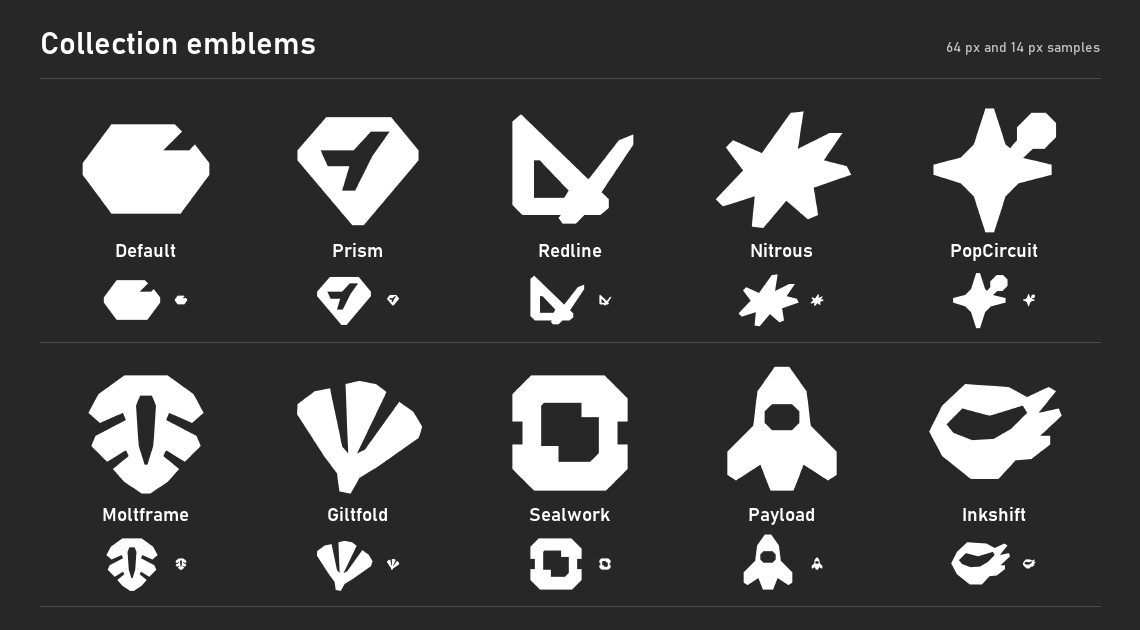 Collection emblems
64 px and 14 px samples
Default
Prism
Redline
Nitrous
PopCircuit
Moltframe
Giltfold
Sealwork
Payload
Inkshift